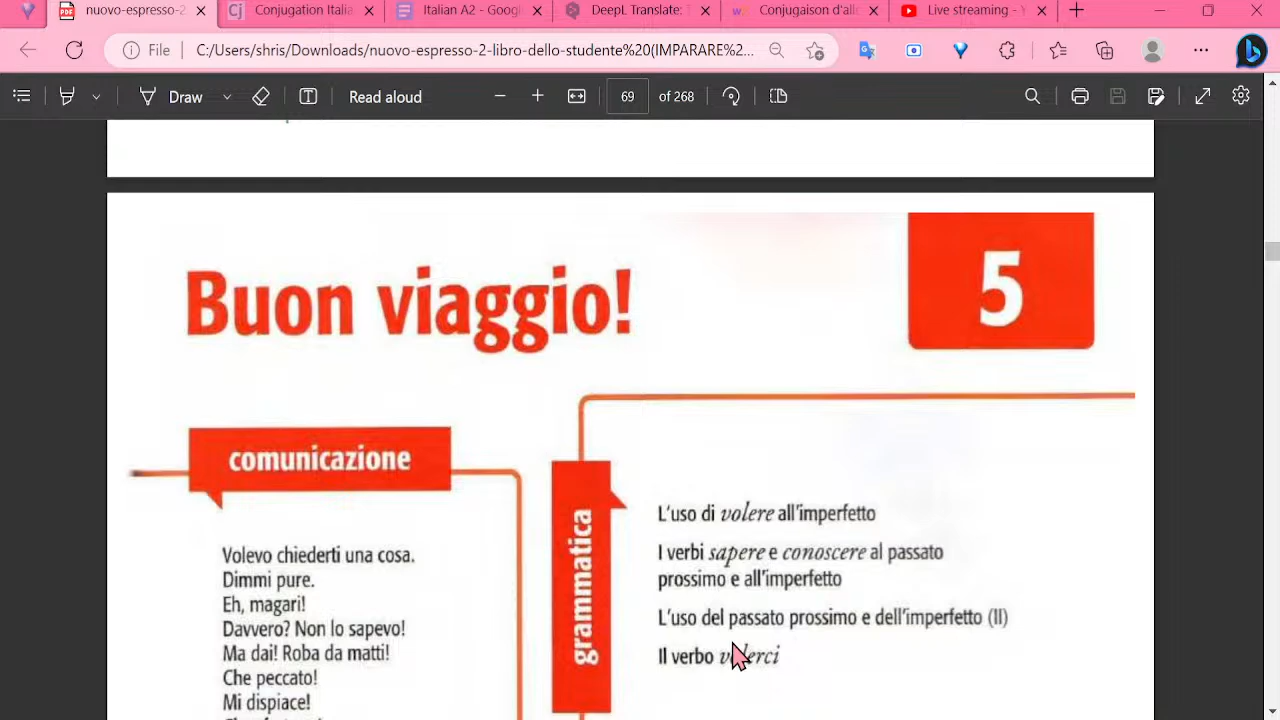 nuovo-espresso-2
Conjugation Italia
Italian A2 - Goog
DeepL Translate:
Conjugaison d'all
Live streaming - Y
File
C:/Users/shris/Downloads/nuovo-espresso-2-libro-dello-studente%20(IMPARARE%2...
Draw
Read aloud
69
of 268
Buon viaggio!
5
comunicazione
Volevo chiederti una cosa.
Dimmi pure.
Eh, magari!
Davvero? Non lo sapevo!
Ma dai! Roba da matti!
Che peccato!
Mi dispiace!
grammatica
L'uso di volere all'imperfetto
I verbi sapere e conoscere al passato
prossimo e all'imperfetto
L'uso del passato prossimo e dell'imperfetto (II)
Il verbo volerci